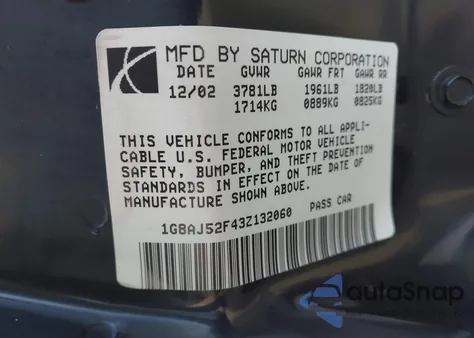 MFD BY SATURN CORPORATION
DATE GVWR GAWR FRT GAWR RR
12/02 3781LB 1961LB 1820LB
1714KG 0889KG 0825KG
THIS VEHICLE CONFORMS TO ALL APPLI-
CABLE U.S. FEDERAL MOTOR VEHICLE
SAFETY, BUMPER, AND THEFT PREVENTION
STANDARDS IN EFFECT ON THE DATE OF
MANUFACTURE SHOWN ABOVE.
1G8AJ52F43Z132060 PASS CAR
autoSnap